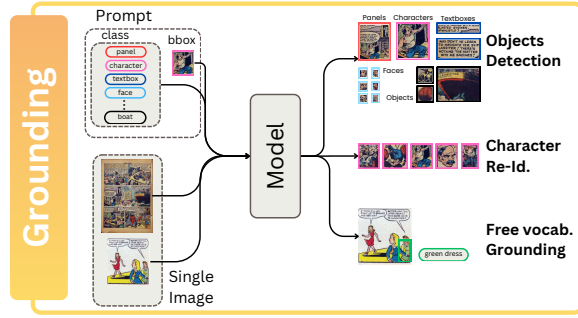 Grounding
Prompt
class
bbox
panel
character
textbox
face
boat
Single
Image
Model
Panels
Characters
Textboxes
Faces
Objects
Objects
Detection
Character
Re-Id.
Free vocab.
Grounding
green dress